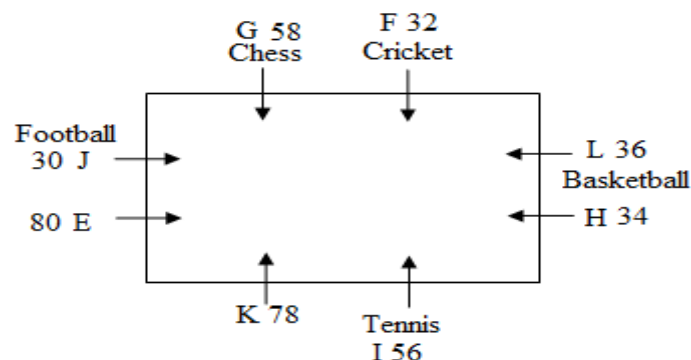 G 58
Chess
F 32
Cricket
Football
30 J
L 36
Basketball
80 E
H 34
K 78
Tennis
I 56